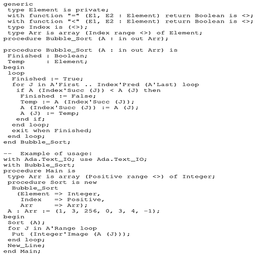 generic
 type Element is private;
 with function "=" (E1, E2 : Element) return Boolean is <>;
 with function "<" (E1, E2 : Element) return Boolean is <>;
 type Index is (<>);
 type Arr is array (Index range <>) of Element;
procedure Bubble_Sort (A : in out Arr);

procedure Bubble_Sort (A : in out Arr) is
  Finished : Boolean;
  Temp     : Element;
begin
 loop
  Finished := True;
  for J in A'First .. Index'Pred (A'Last) loop
   if A (Index'Succ (J)) < A (J) then
    Finished := False;
    Temp := A (Index'Succ (J));
    A (Index'Succ (J)) := A (J);
    A (J) := Temp;
   end if;
  end loop;
  exit when Finished;
 end loop;
end Bubble_Sort;

--  Example of usage:
with Ada.Text_IO; use Ada.Text_IO;
with Bubble_Sort;
procedure Main is
 type Arr is array (Positive range <>) of Integer;
 procedure Sort is new
  Bubble_Sort
   (Element => Integer,
    Index   => Positive,
    Arr     => Arr);
 A : Arr := (1, 3, 256, 0, 3, 4, -1);
begin
 Sort (A);
 for J in A'Range loop
  Put (Integer'Image (A (J)));
 end loop;
 New_Line;
end Main;